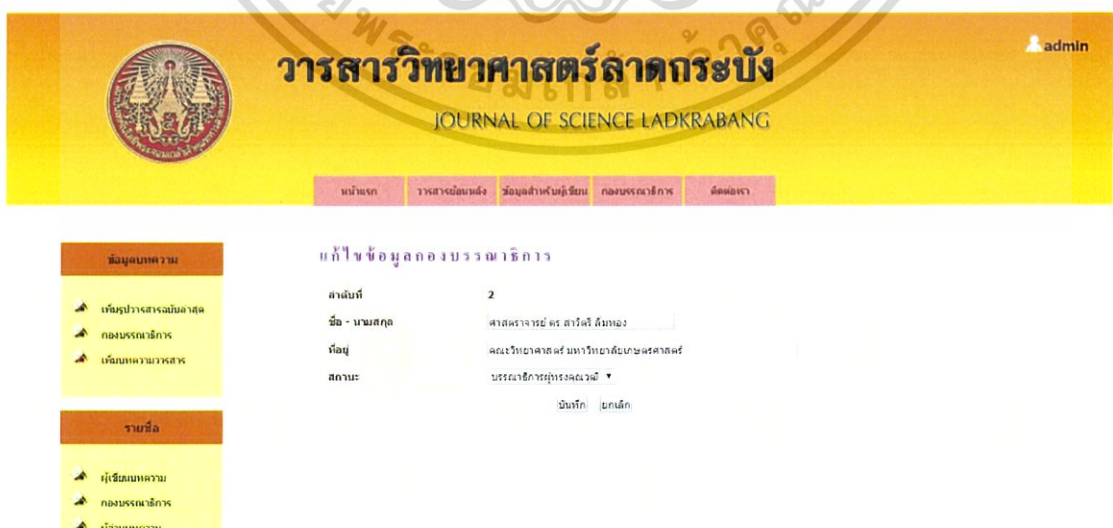 วารสารวิทยาศาสตร์ลาดกระบัง
JOURNAL OF SCIENCE LADKRABANG
admin
หน้าแรก วารสารย้อนหลัง ข้อมูลสำหรับผู้เขียน กองบรรณาธิการ ติดต่อเรา
ข้อมูลบทความ
เพิ่มรูปวารสารฉบับล่าสุด
กองบรรณาธิการ
เพิ่มบทความวารสาร
รายชื่อ
ผู้เขียนบทความ
กองบรรณาธิการ
แก้ไขข้อมูลกองบรรณาธิการ
ลำดับที่ 2
ชื่อ - นามสกุล ศาสตราจารย์ ดร สาวิตรี ลิ่มทอง
ที่อยู่ คณะวิทยาศาสตร์ มหาวิทยาลัยเกษตรศาสตร์
สถานะ บรรณาธิการผู้ทรงคุณวุฒิ
บันทึก ยกเลิก